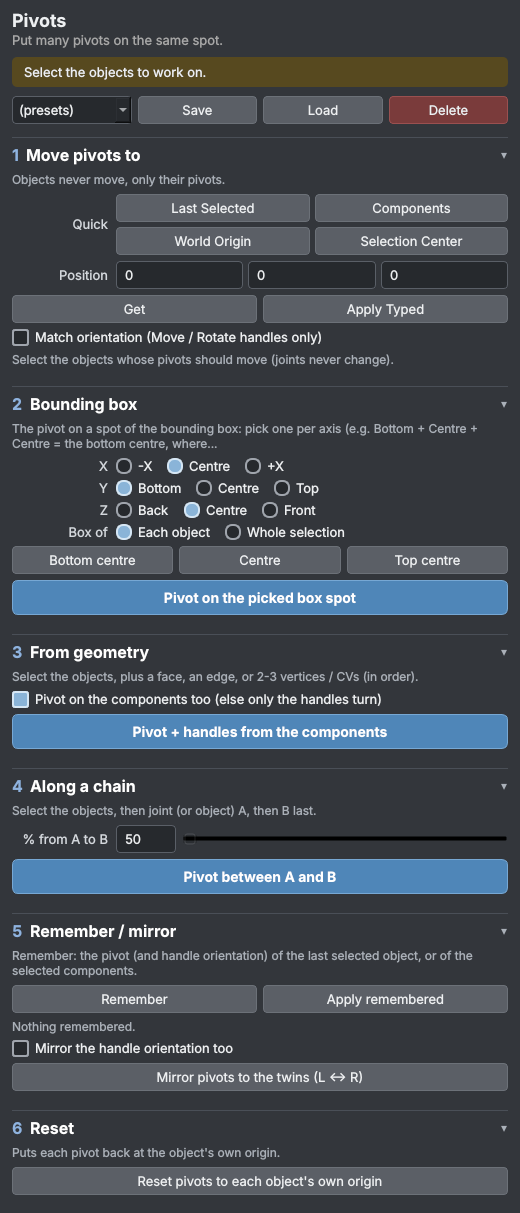 Pivots
Put many pivots on the same spot.
Select the objects to work on.
(presets) Save Load Delete
1 Move pivots to
Objects never move, only their pivots.
Quick Last Selected Components
World Origin Selection Center
Position 0 0 0
Get Apply Typed
Match orientation (Move / Rotate handles only)
Select the objects whose pivots should move (joints never change).
2 Bounding box
The pivot on a spot of the bounding box: pick one per axis (e.g. Bottom + Centre +
Centre = the bottom centre, where...
X -X Centre +X
Y Bottom Centre Top
Z Back Centre Front
Box of Each object Whole selection
Bottom centre Centre Top centre
Pivot on the picked box spot
3 From geometry
Select the objects, plus a face, an edge, or 2-3 vertices / CVs (in order).
Pivot on the components too (else only the handles turn)
Pivot + handles from the components
4 Along a chain
Select the objects, then joint (or object) A, then B last.
% from A to B 50
Pivot between A and B
5 Remember / mirror
Remember: the pivot (and handle orientation) of the last selected object, or of the
selected components.
Remember Apply remembered
Nothing remembered.
Mirror the handle orientation too
Mirror pivots to the twins (L ↔ R)
6 Reset
Puts each pivot back at the object's own origin.
Reset pivots to each object's own origin